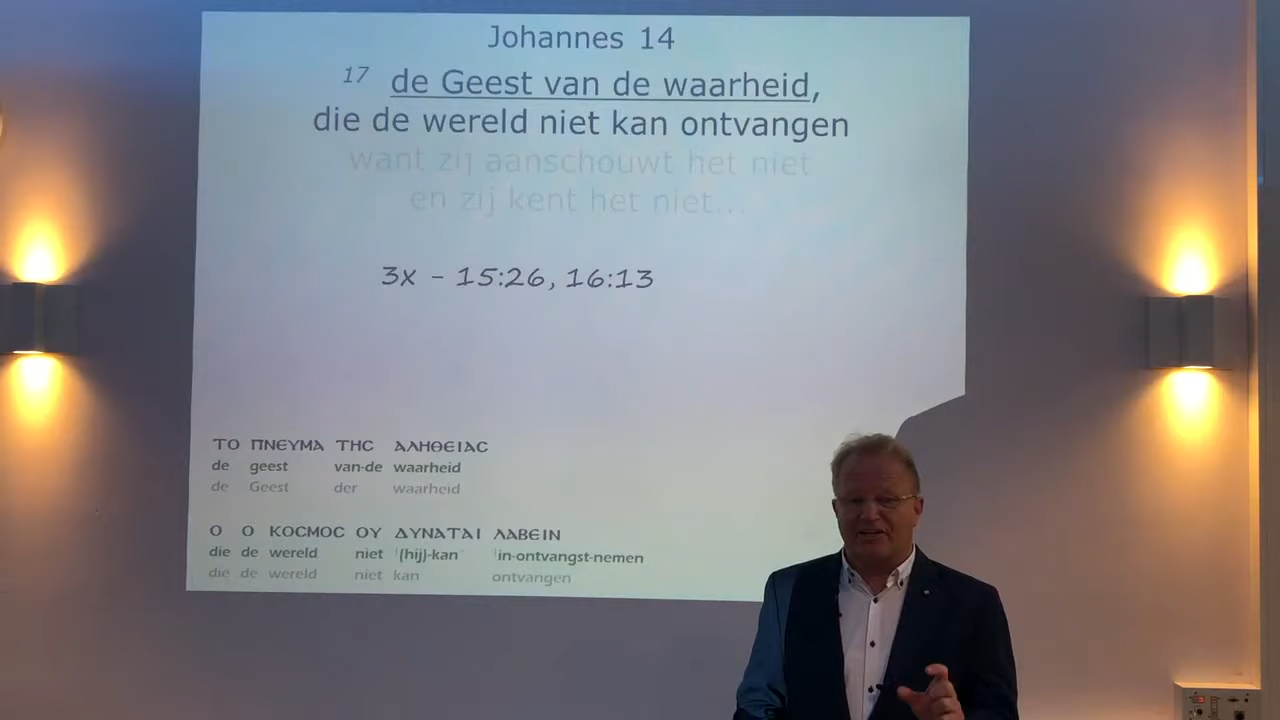 Johannes 14
17 de Geest van de waarheid,
die de wereld niet kan ontvangen
want zij aanschouwt het niet
en zij kent het niet...
3x - 15:26, 16:13
ΤΟ ΠΝΕΥΜΑ ΤΗϹ ΑΛΗΘΕΙΑϹ
de geest van-de waarheid
de Geest der waarheid
Ο Ο ΚΟϹΜΟϹ ΟΥ ΔΥΝΑΤΑΙ ΛΑΒΕΙΝ
die de wereld niet (hij)-kan in-ontvangst-nemen
die de wereld niet kan ontvangen